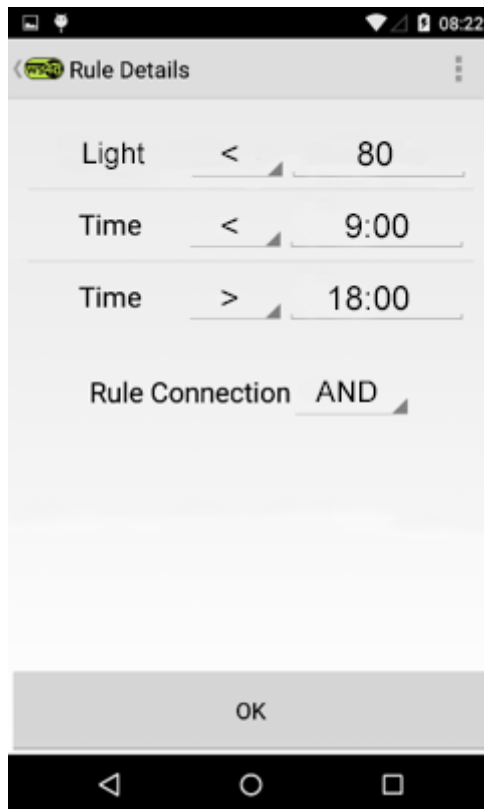 08:22
Rule Details
Light < 80
Time < 9:00
Time > 18:00
Rule Connection AND
OK